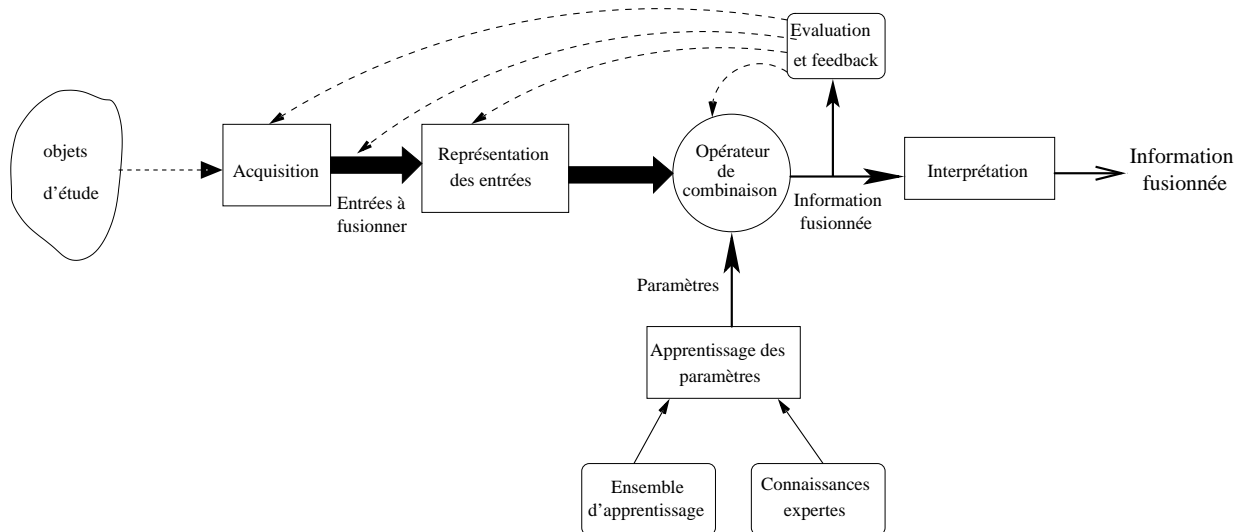 Evaluation
et feedback
objets
d'étude
Acquisition
Entrées à
fusionner
Représentation
des entrées
Opérateur
de
combinaison
Information
fusionnée
Interprétation
Information
fusionnée
Paramètres
Apprentissage des
paramètres
Ensemble
d'apprentissage
Connaissances
expertes